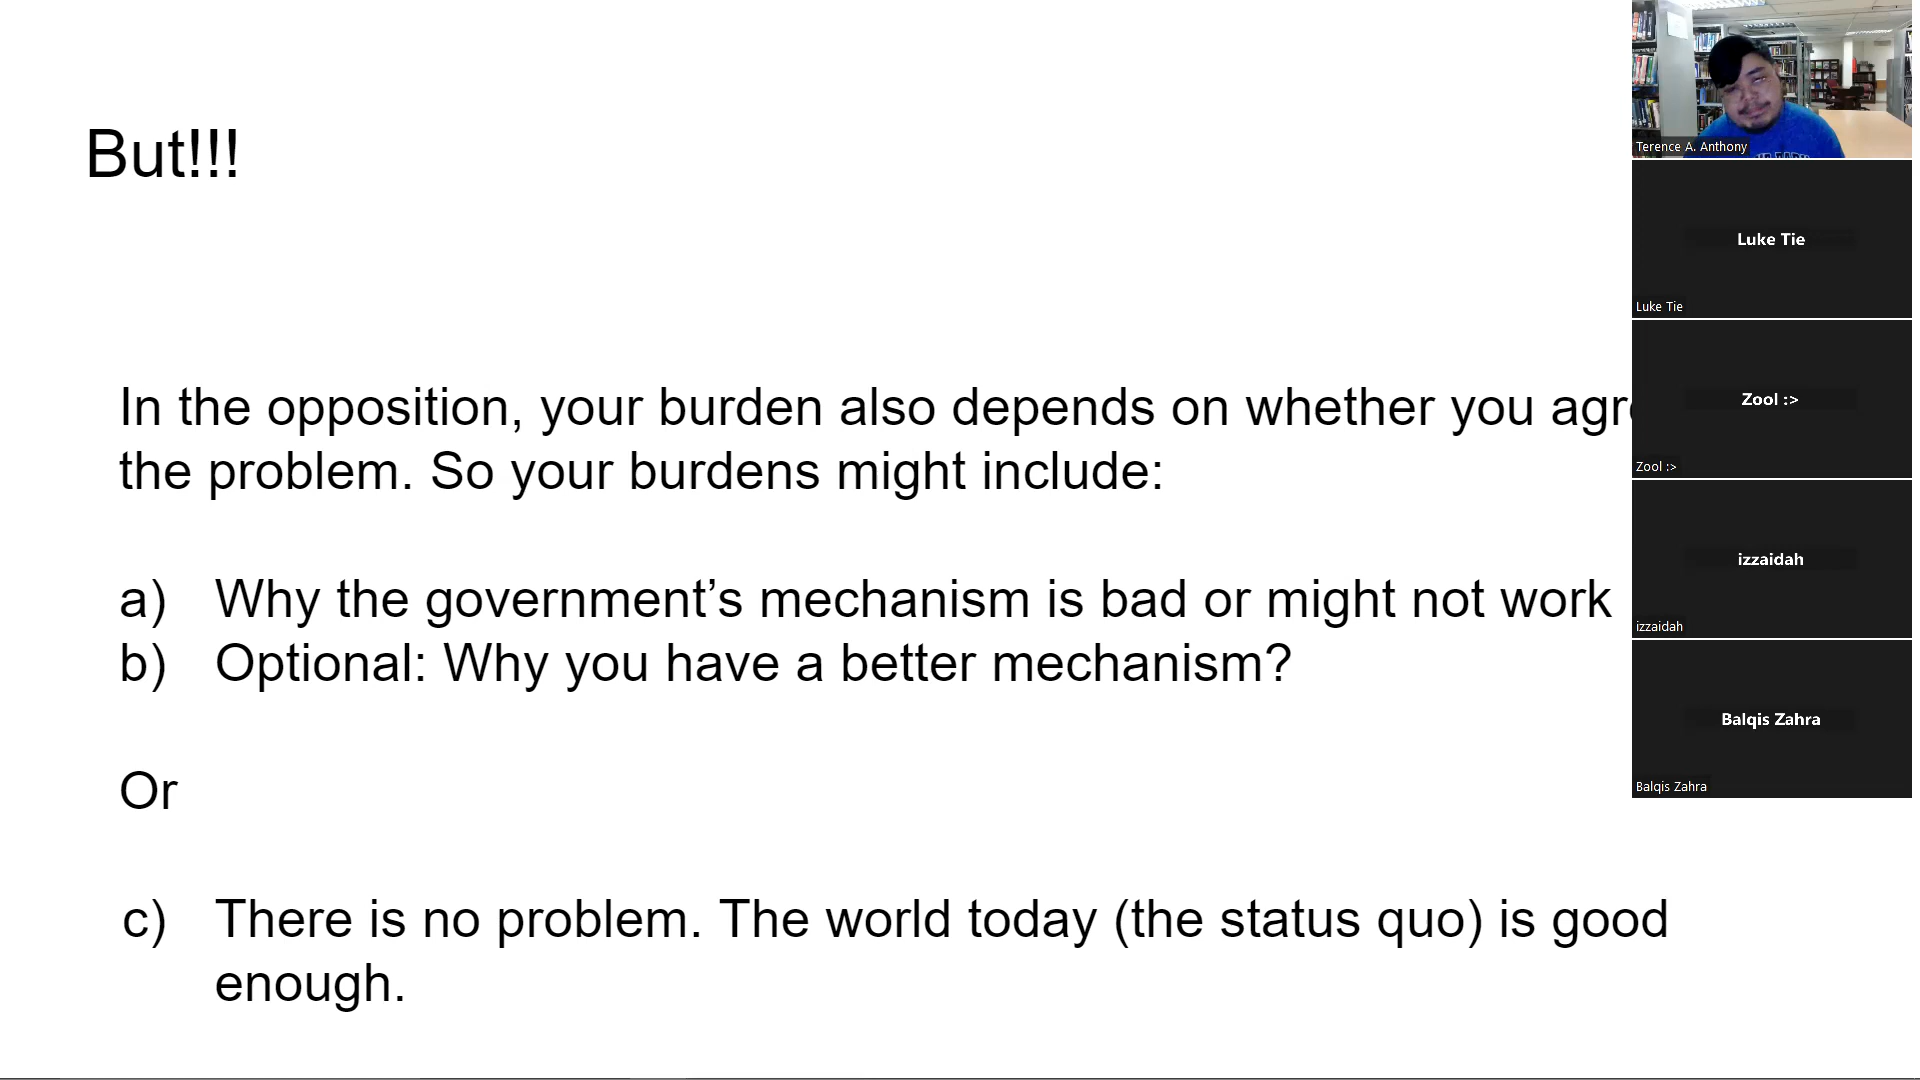 But!!!
In the opposition, your burden also depends on whether you
the problem. So your burdens might include:
a) Why the government’s mechanism is bad or might not work
b) Optional: Why you have a better mechanism?
Or
c) There is no problem. The world today (the status quo) is good
enough.
Terence A. Anthony
Luke Tie
Luke Tie
Zool :>
Zool :>
izzaidah
izzaidah
Balqis Zahra
Balqis Zahra